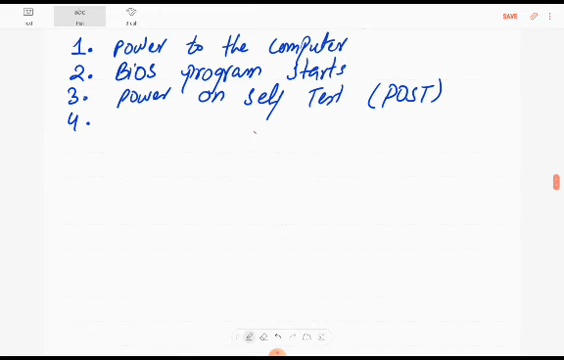 SAVE
1. Power to the Computer
2. BIOS program starts
3. Power on Self Test (POST)
4.